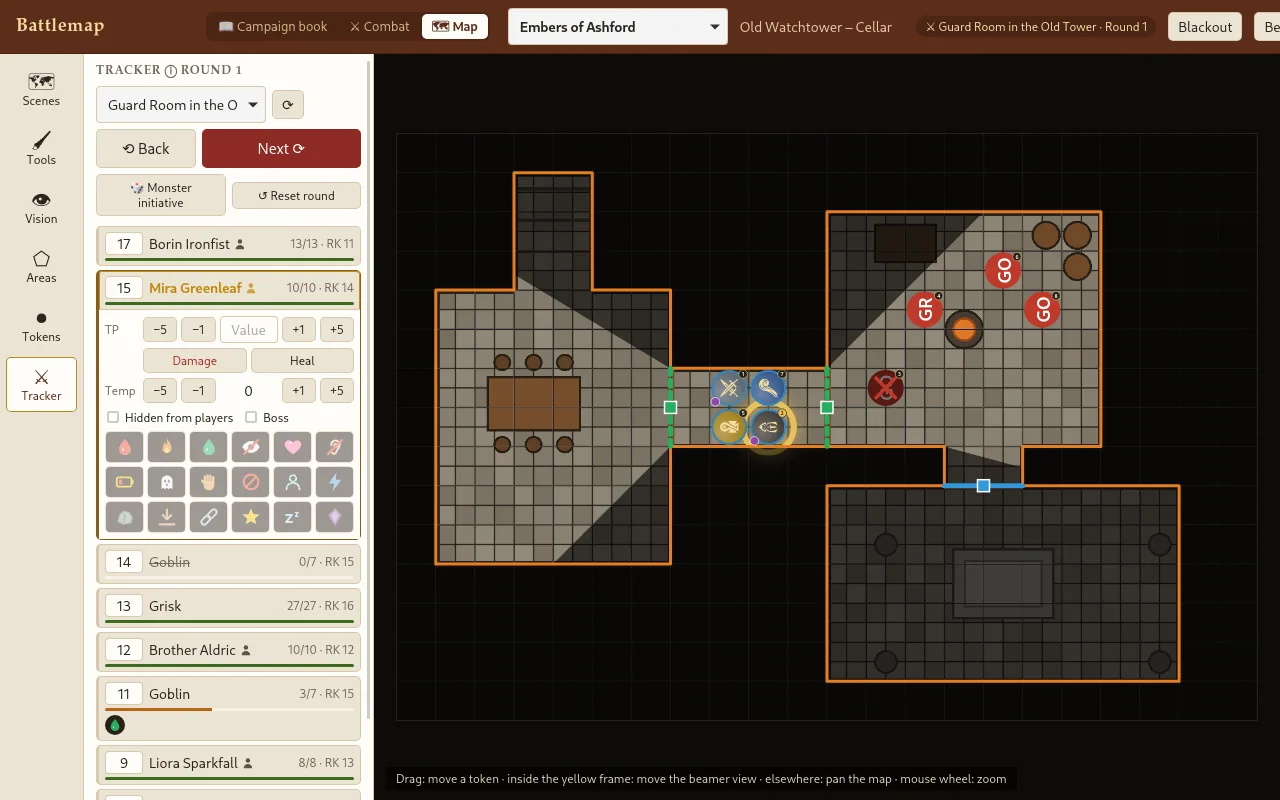 Battlemap
Campaign book
Combat
Map
Embers of Ashford
Old Watchtower – Cellar
Guard Room in the Old Tower · Round 1
Blackout
Be
Scenes
Tools
Vision
Areas
Tokens
Tracker
TRACKER ROUND 1
Guard Room in the O
Back
Next
Monster
initiative
Reset round
17 Borin Ironfist 13/13 · RK 11
15 Mira Greenleaf 10/10 · RK 14
TP −5 −1 Value +1 +5
Damage Heal
Temp −5 −1 0 +1 +5
Hidden from players Boss
14 Goblin 0/7 · RK 15
13 Grisk 27/27 · RK 16
12 Brother Aldric 10/10 · RK 12
11 Goblin 3/7 · RK 15
9 Liora Sparkfall 8/8 · RK 13
GO
GR
GO
Drag: move a token · inside the yellow frame: move the beamer view · elsewhere: pan the map · mouse wheel: zoom